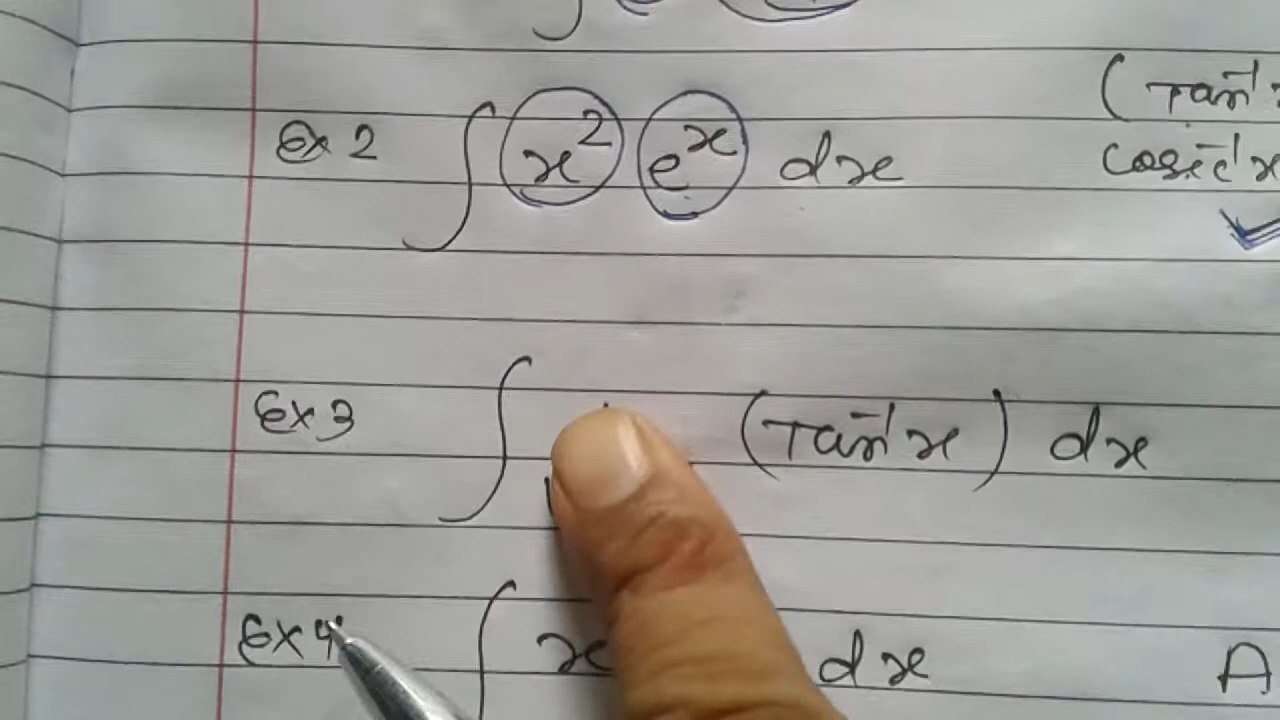 (Tan⁻¹x
Ex 2 ∫ x² eˣ dx
Cosec⁻¹x
Ex 3 ∫ (Tan⁻¹x) dx
Ex 4 ∫ x dx A